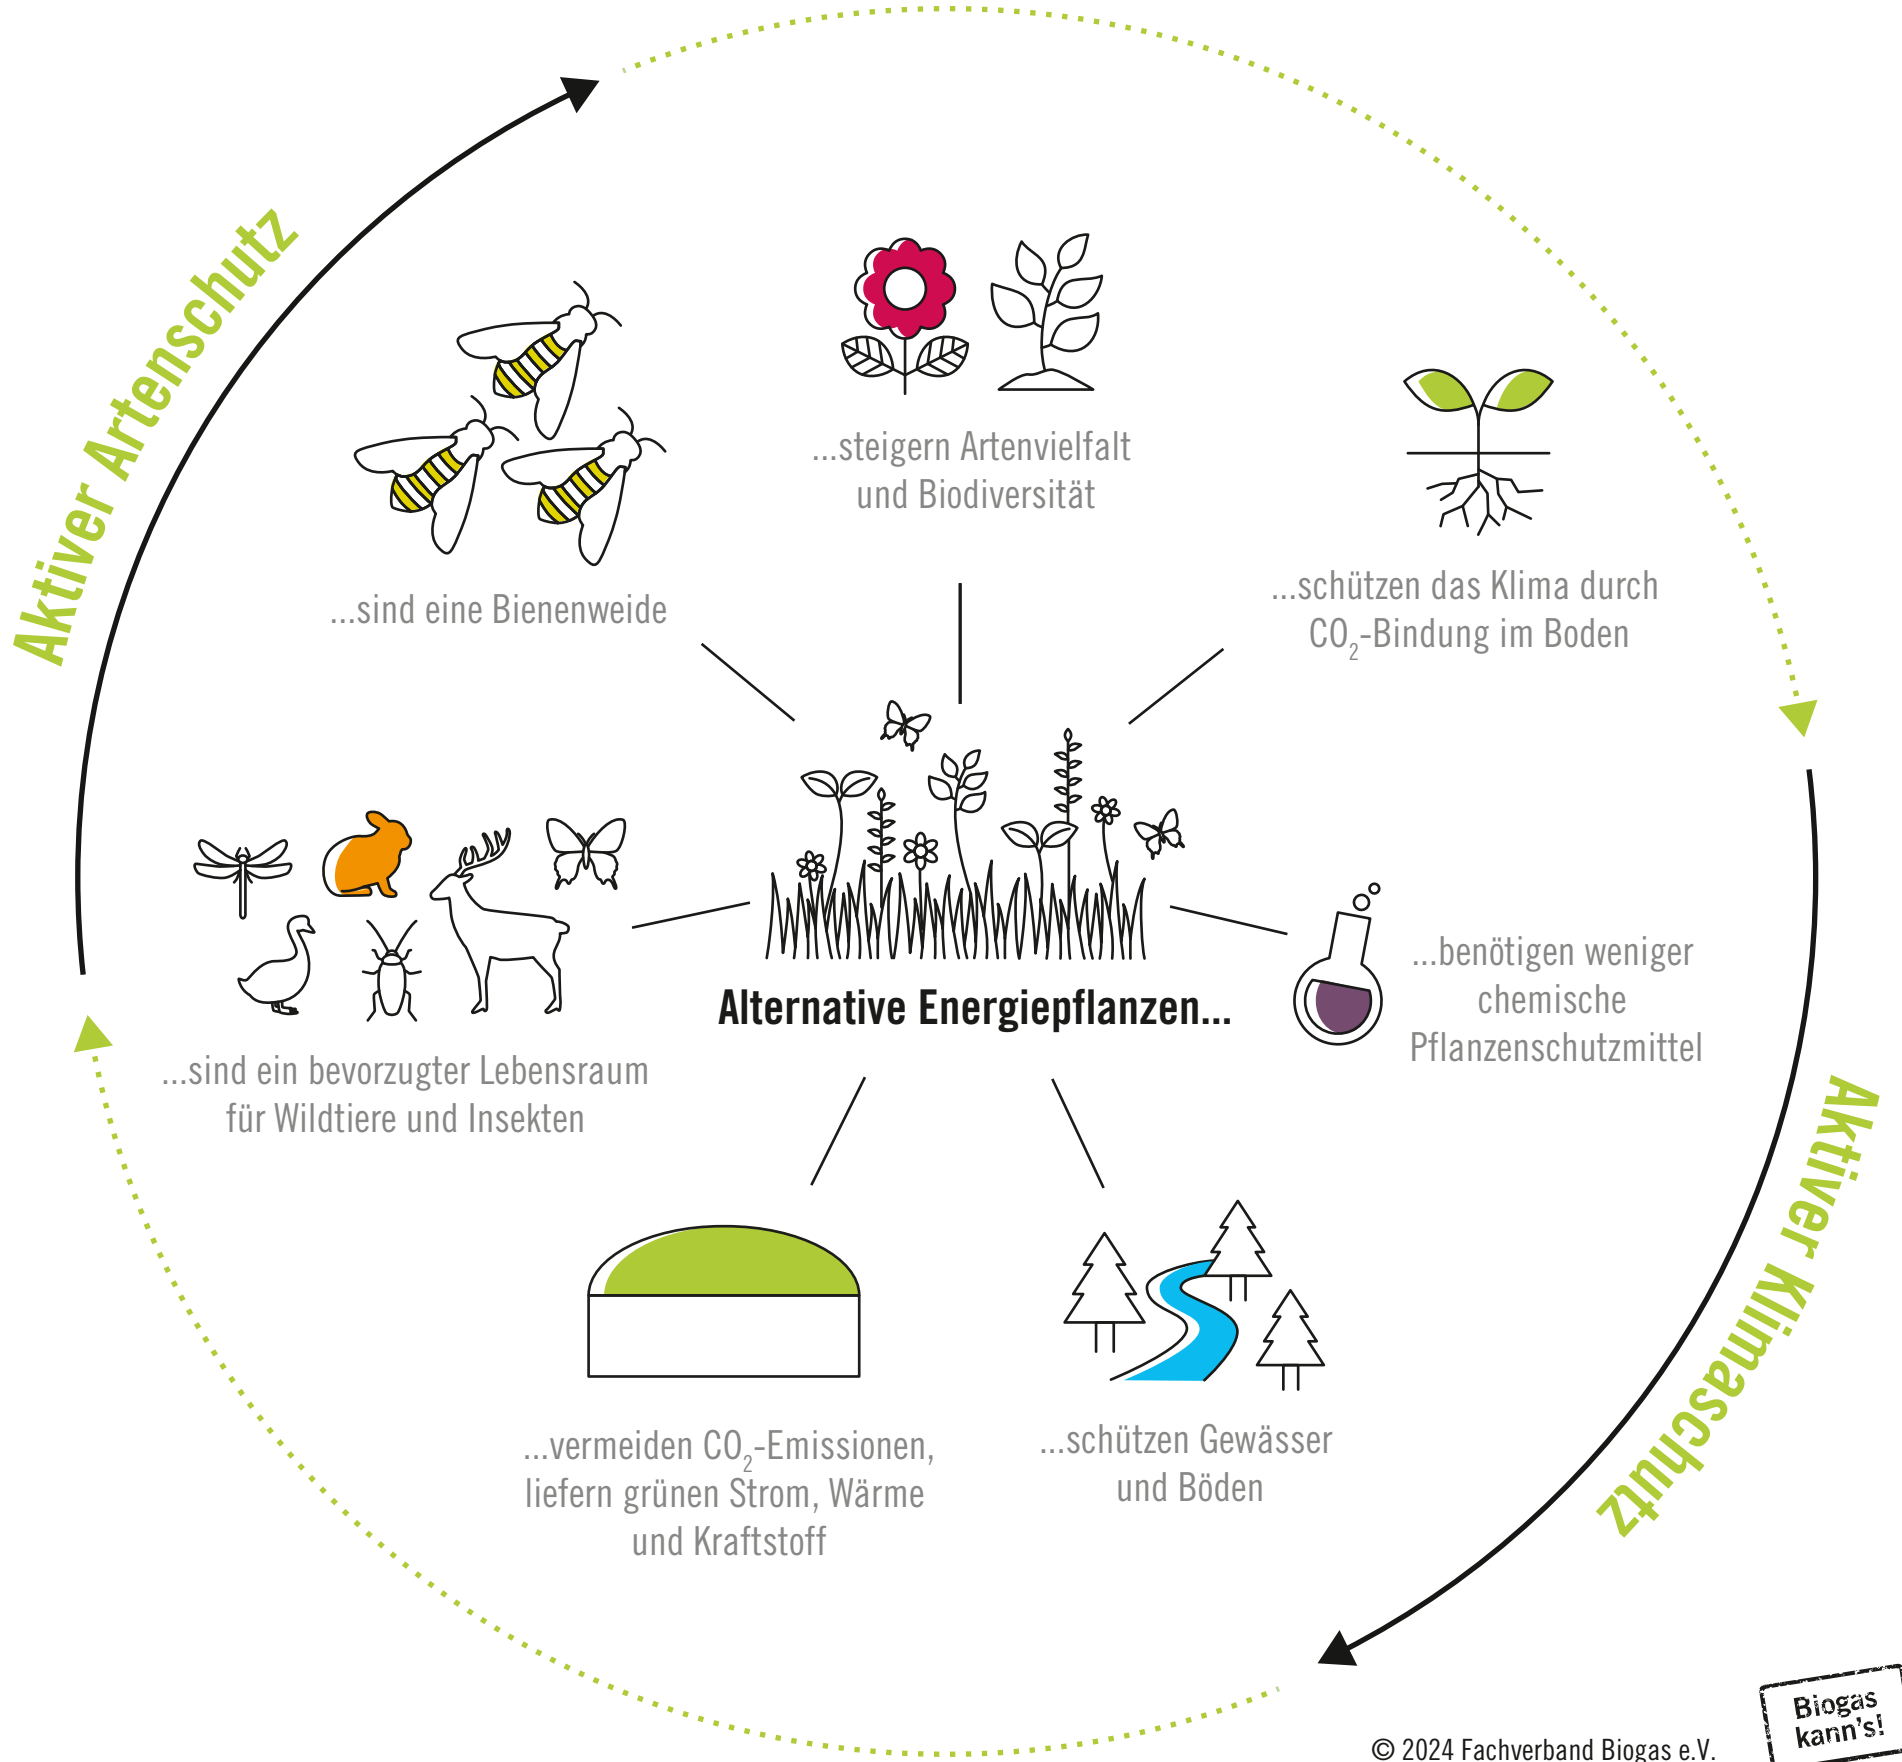 Aktiver Artenschutz
...steigern Artenvielfalt
und Biodiversität
...sind eine Bienenweide
...schützen das Klima durch
CO₂-Bindung im Boden
...sind ein bevorzugter Lebensraum
für Wildtiere und Insekten
Alternative Energiepflanzen...
...benötigen weniger
chemische
Pflanzenschutzmittel
Aktiver Klimaschutz
...vermeiden CO₂-Emissionen,
liefern grünen Strom, Wärme
und Kraftstoff
...schützen Gewässer
und Böden
Biogas
kann's!
© 2024 Fachverband Biogas e.V.